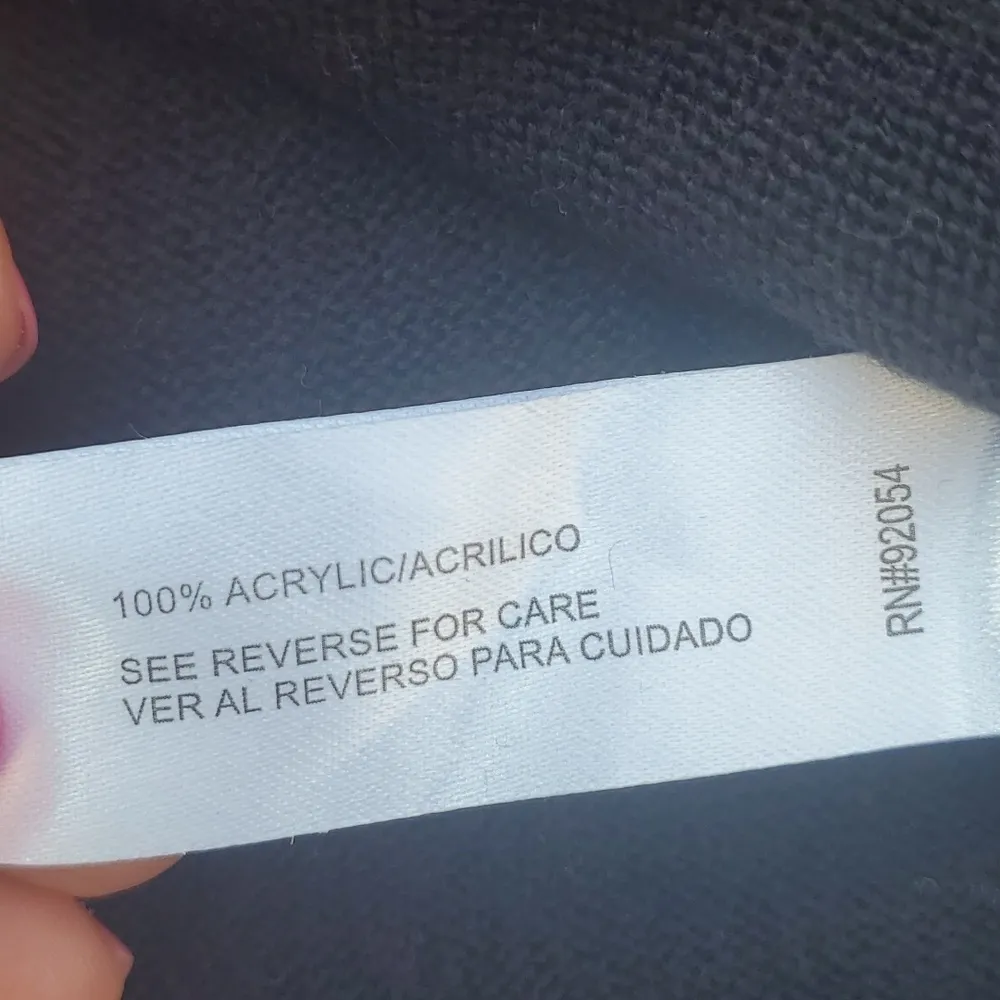 100% ACRYLIC/ACRILICO
SEE REVERSE FOR CARE
VER AL REVERSO PARA CUIDADO
RN#92054